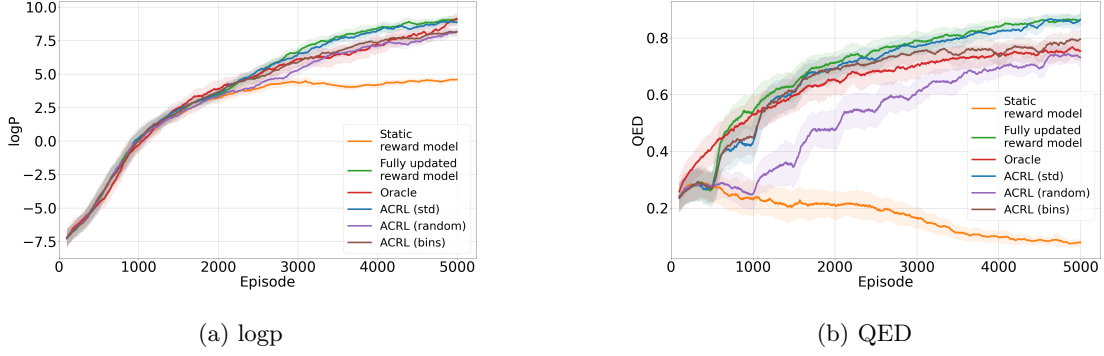 10.0
7.5
5.0
2.5
0.0
−2.5
−5.0
−7.5
logP
0 1000 2000 3000 4000 5000
Episode
Static
reward model
Fully updated
reward model
Oracle
ACRL (std)
ACRL (random)
ACRL (bins)
(a) logp
0.8
0.6
0.4
0.2
QED
0 1000 2000 3000 4000 5000
Episode
Static
reward model
Fully updated
reward model
Oracle
ACRL (std)
ACRL (random)
ACRL (bins)
(b) QED